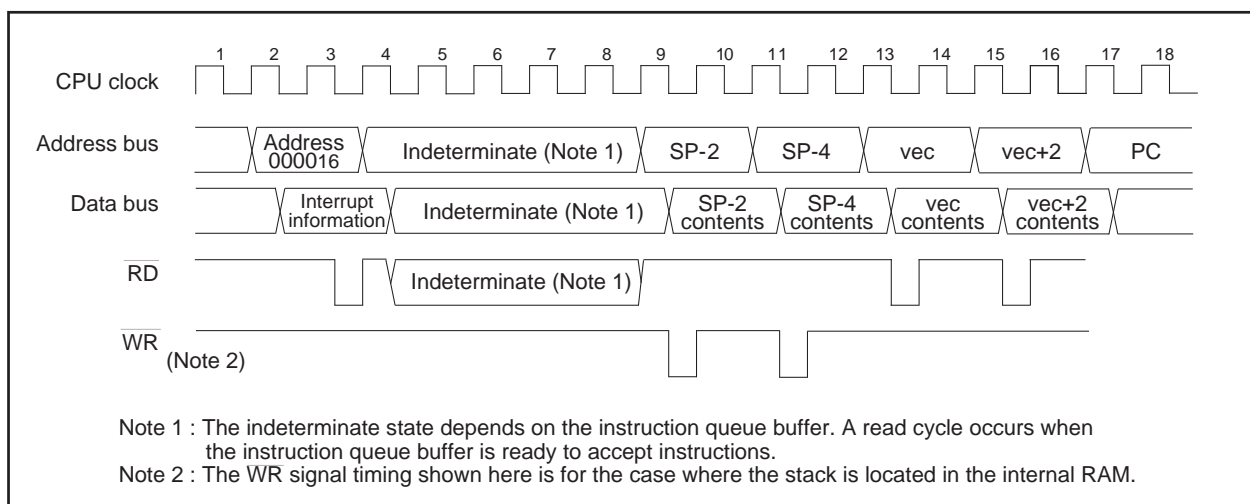 1 2 3 4 5 6 7 8 9 10 11 12 13 14 15 16 17 18
CPU clock
Address bus
Address
000016
Indeterminate (Note 1)
SP-2
SP-4
vec
vec+2
PC
Data bus
Interrupt
information
Indeterminate (Note 1)
SP-2
contents
SP-4
contents
vec
contents
vec+2
contents
RD
Indeterminate (Note 1)
WR
(Note 2)
Note 1 : The indeterminate state depends on the instruction queue buffer. A read cycle occurs when
the instruction queue buffer is ready to accept instructions.
Note 2 : The WR signal timing shown here is for the case where the stack is located in the internal RAM.